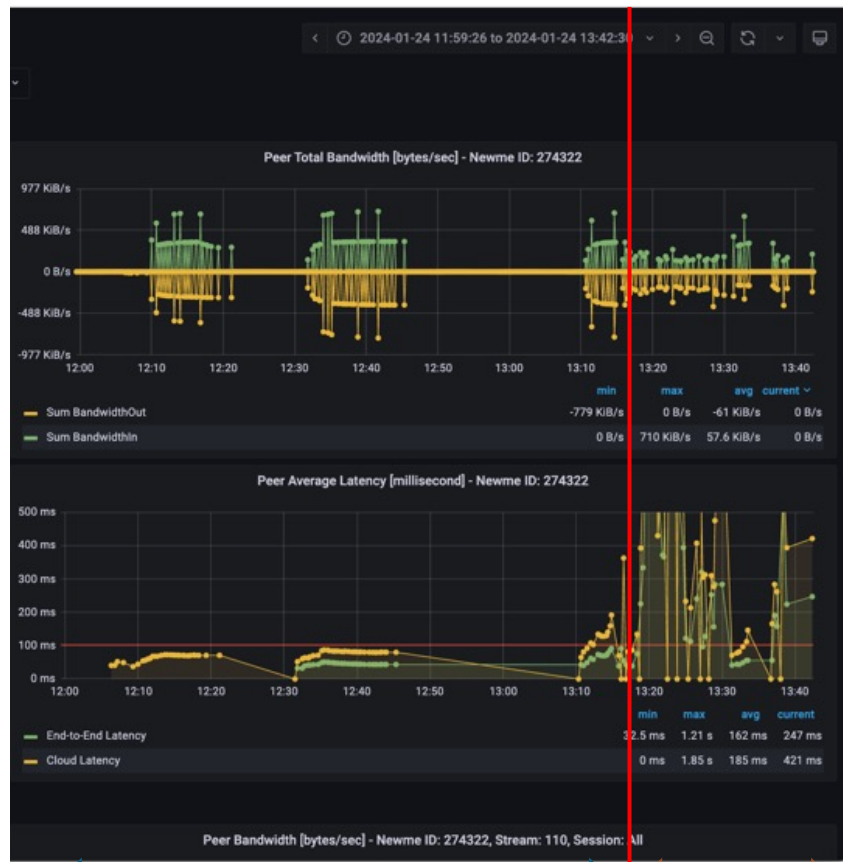 2024-01-24 11:59:26 to 2024-01-24 13:42:30
Peer Total Bandwidth [bytes/sec] - Newme ID: 274322
977 KiB/s
488 KiB/s
0 B/s
-488 KiB/s
-977 KiB/s
12:00 12:10 12:20 12:30 12:40 12:50 13:00 13:10 13:20 13:30 13:40
min max avg current
Sum BandwidthOut -779 KiB/s 0 B/s -61 KiB/s 0 B/s
Sum BandwidthIn 0 B/s 710 KiB/s 57.6 KiB/s 0 B/s
Peer Average Latency [millisecond] - Newme ID: 274322
500 ms
400 ms
300 ms
200 ms
100 ms
0 ms
12:00 12:10 12:20 12:30 12:40 12:50 13:00 13:10 13:20 13:30 13:40
min max avg current
End-to-End Latency 32.5 ms 1.21 s 162 ms 247 ms
Cloud Latency 0 ms 1.85 s 185 ms 421 ms
Peer Bandwidth [bytes/sec] - Newme ID: 274322, Stream: 110, Session: All